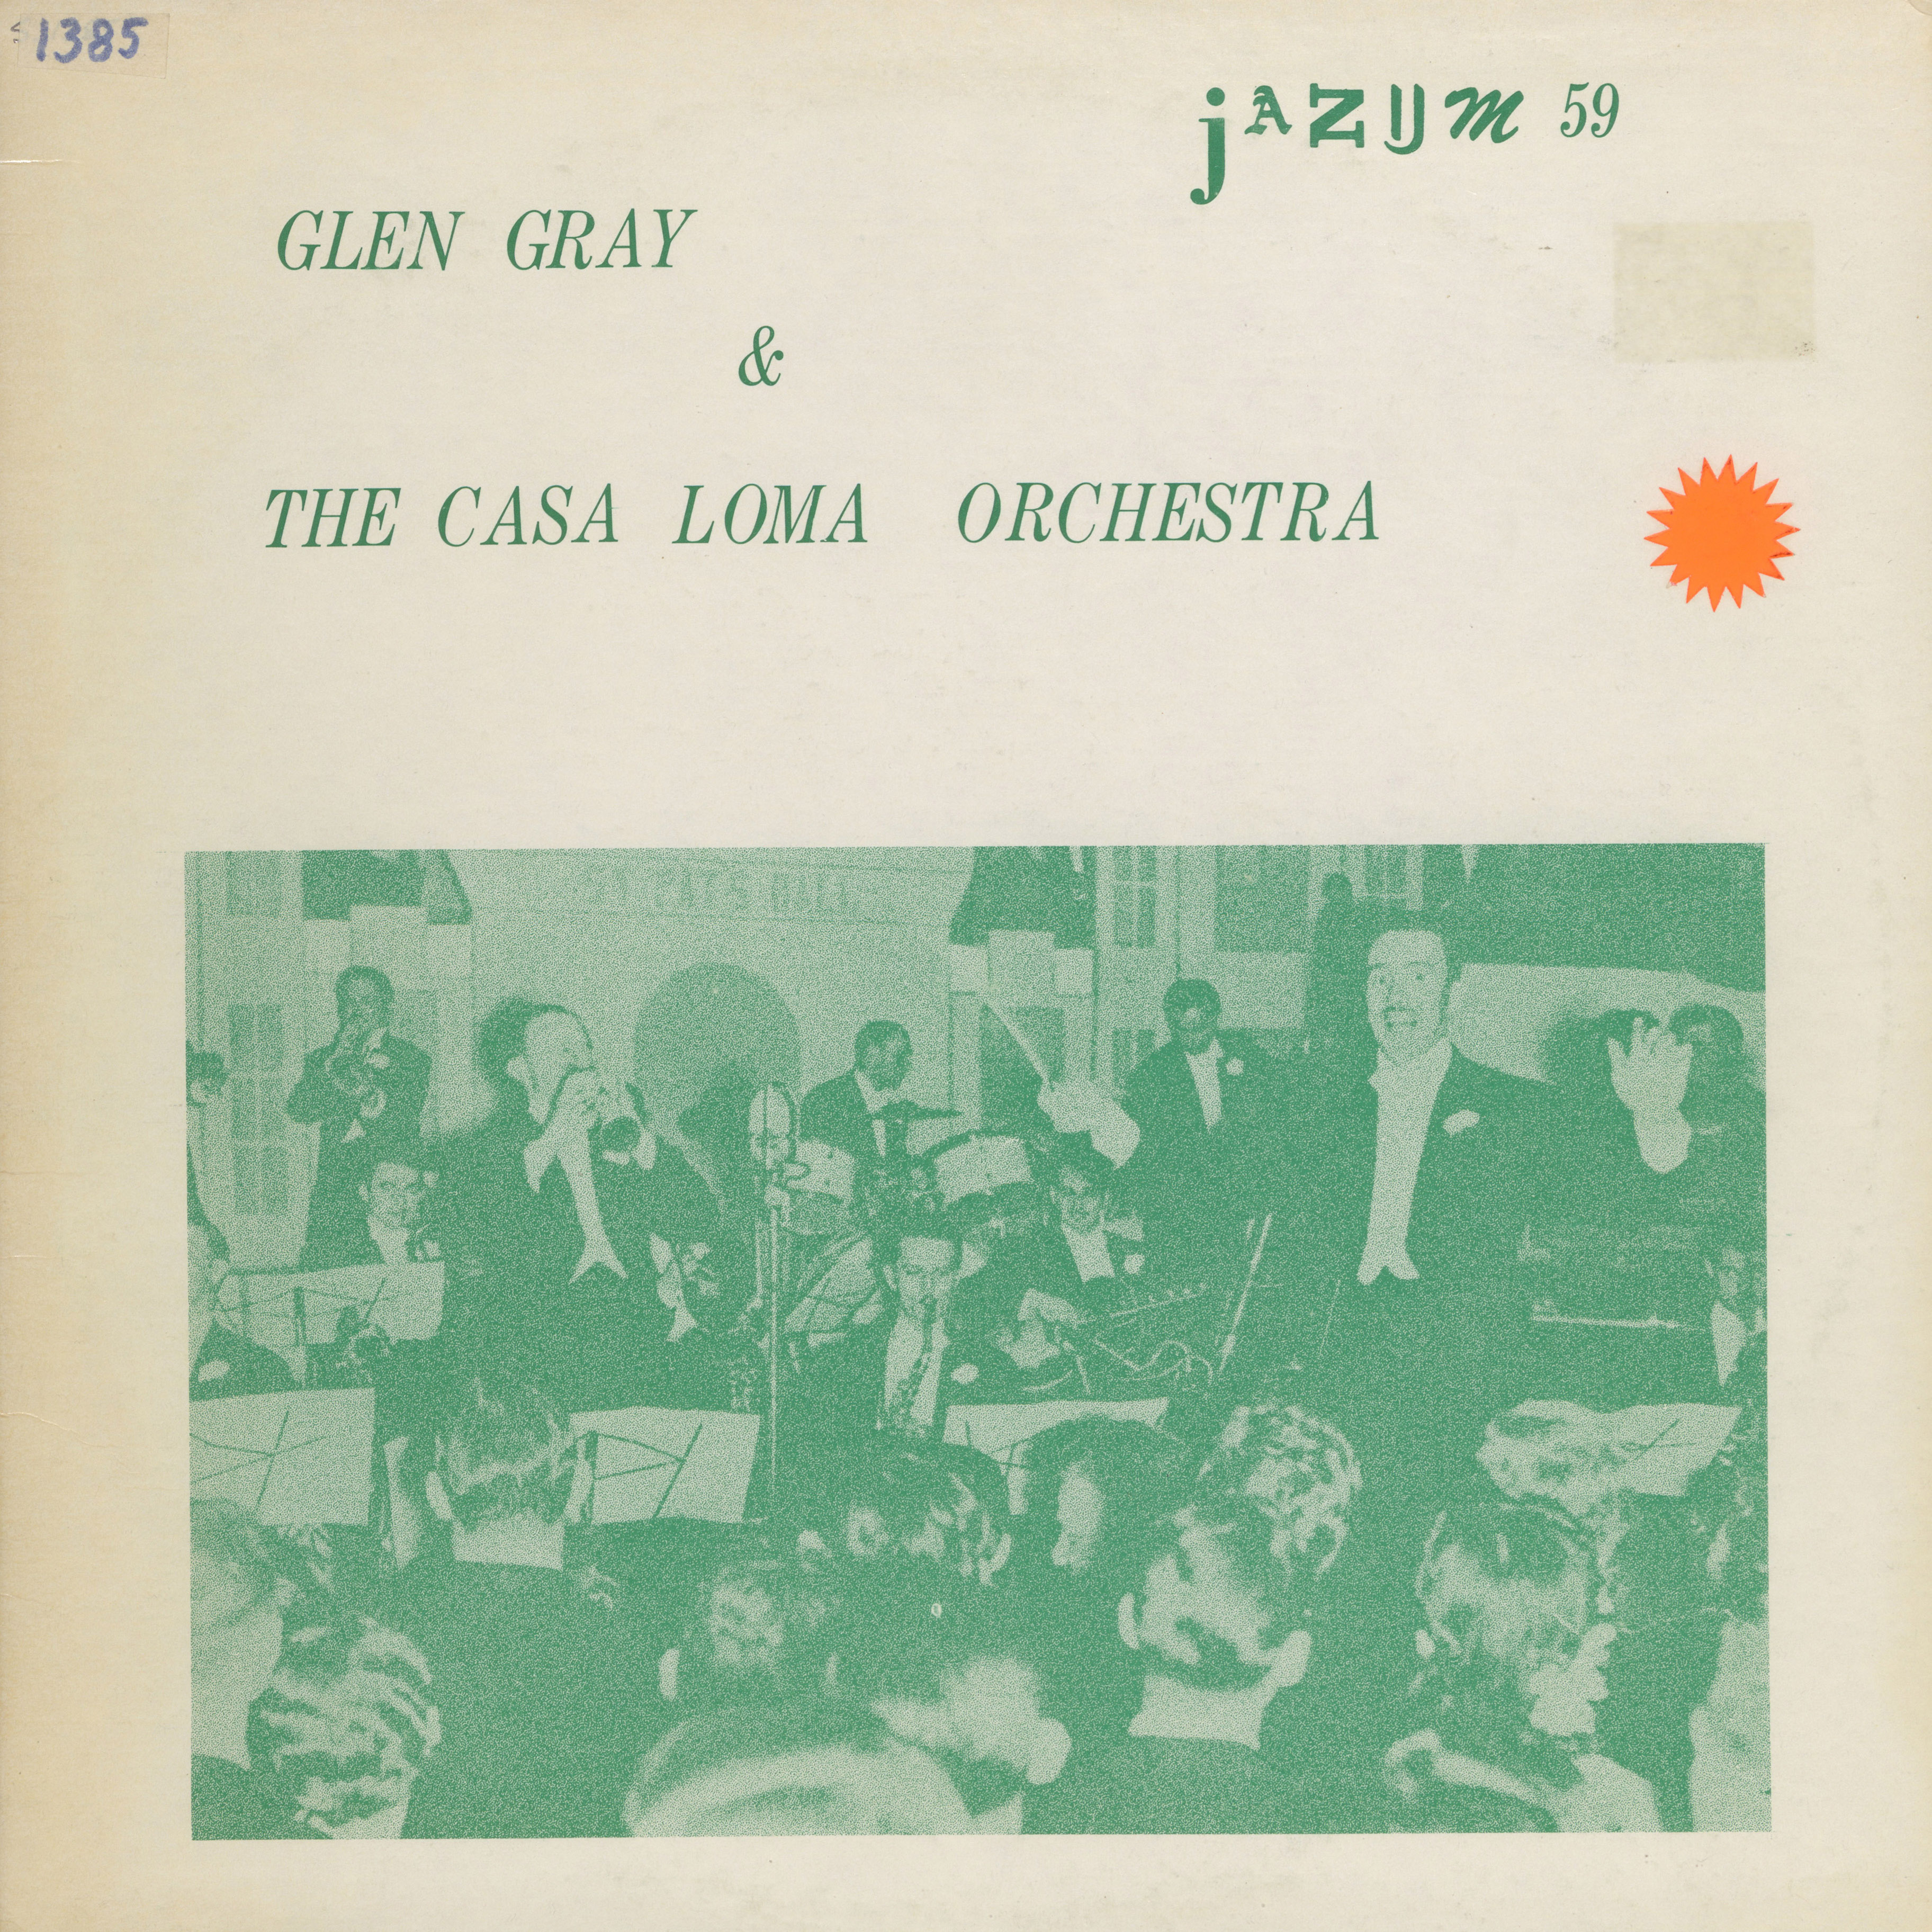 1385
jAZUM 59
GLEN GRAY
&
THE CASA LOMA ORCHESTRA